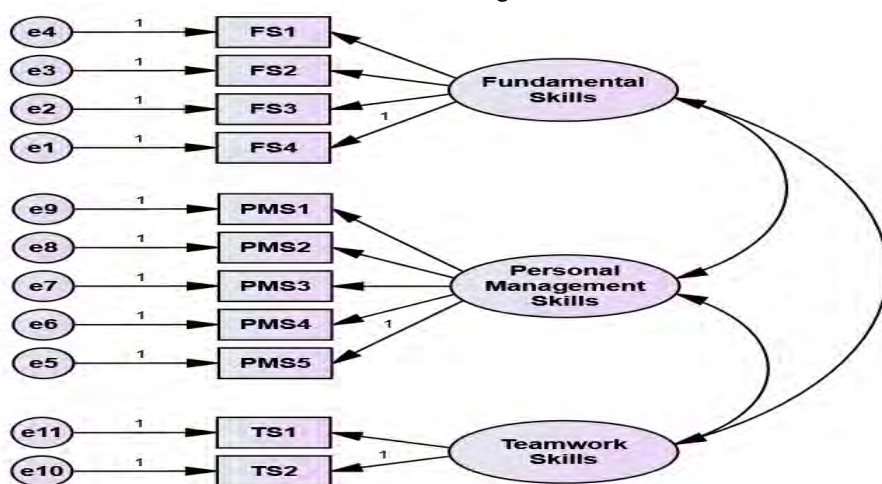 e4 1 FS1
e3 1 FS2
e2 1 FS3
e1 1 FS4
1
Fundamental
Skills
e9 1 PMS1
e8 1 PMS2
e7 1 PMS3
e6 1 PMS4
e5 1 PMS5
1
Personal
Management
Skills
e11 1 TS1
e10 1 TS2
1
Teamwork
Skills